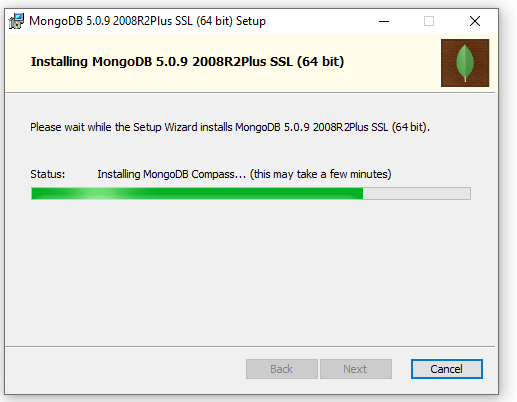 MongoDB 5.0.9 2008R2Plus SSL (64 bit) Setup
Installing MongoDB 5.0.9 2008R2Plus SSL (64 bit)
Please wait while the Setup Wizard installs MongoDB 5.0.9 2008R2Plus SSL (64 bit).
Status: Installing MongoDB Compass... (this may take a few minutes)
Back Next Cancel